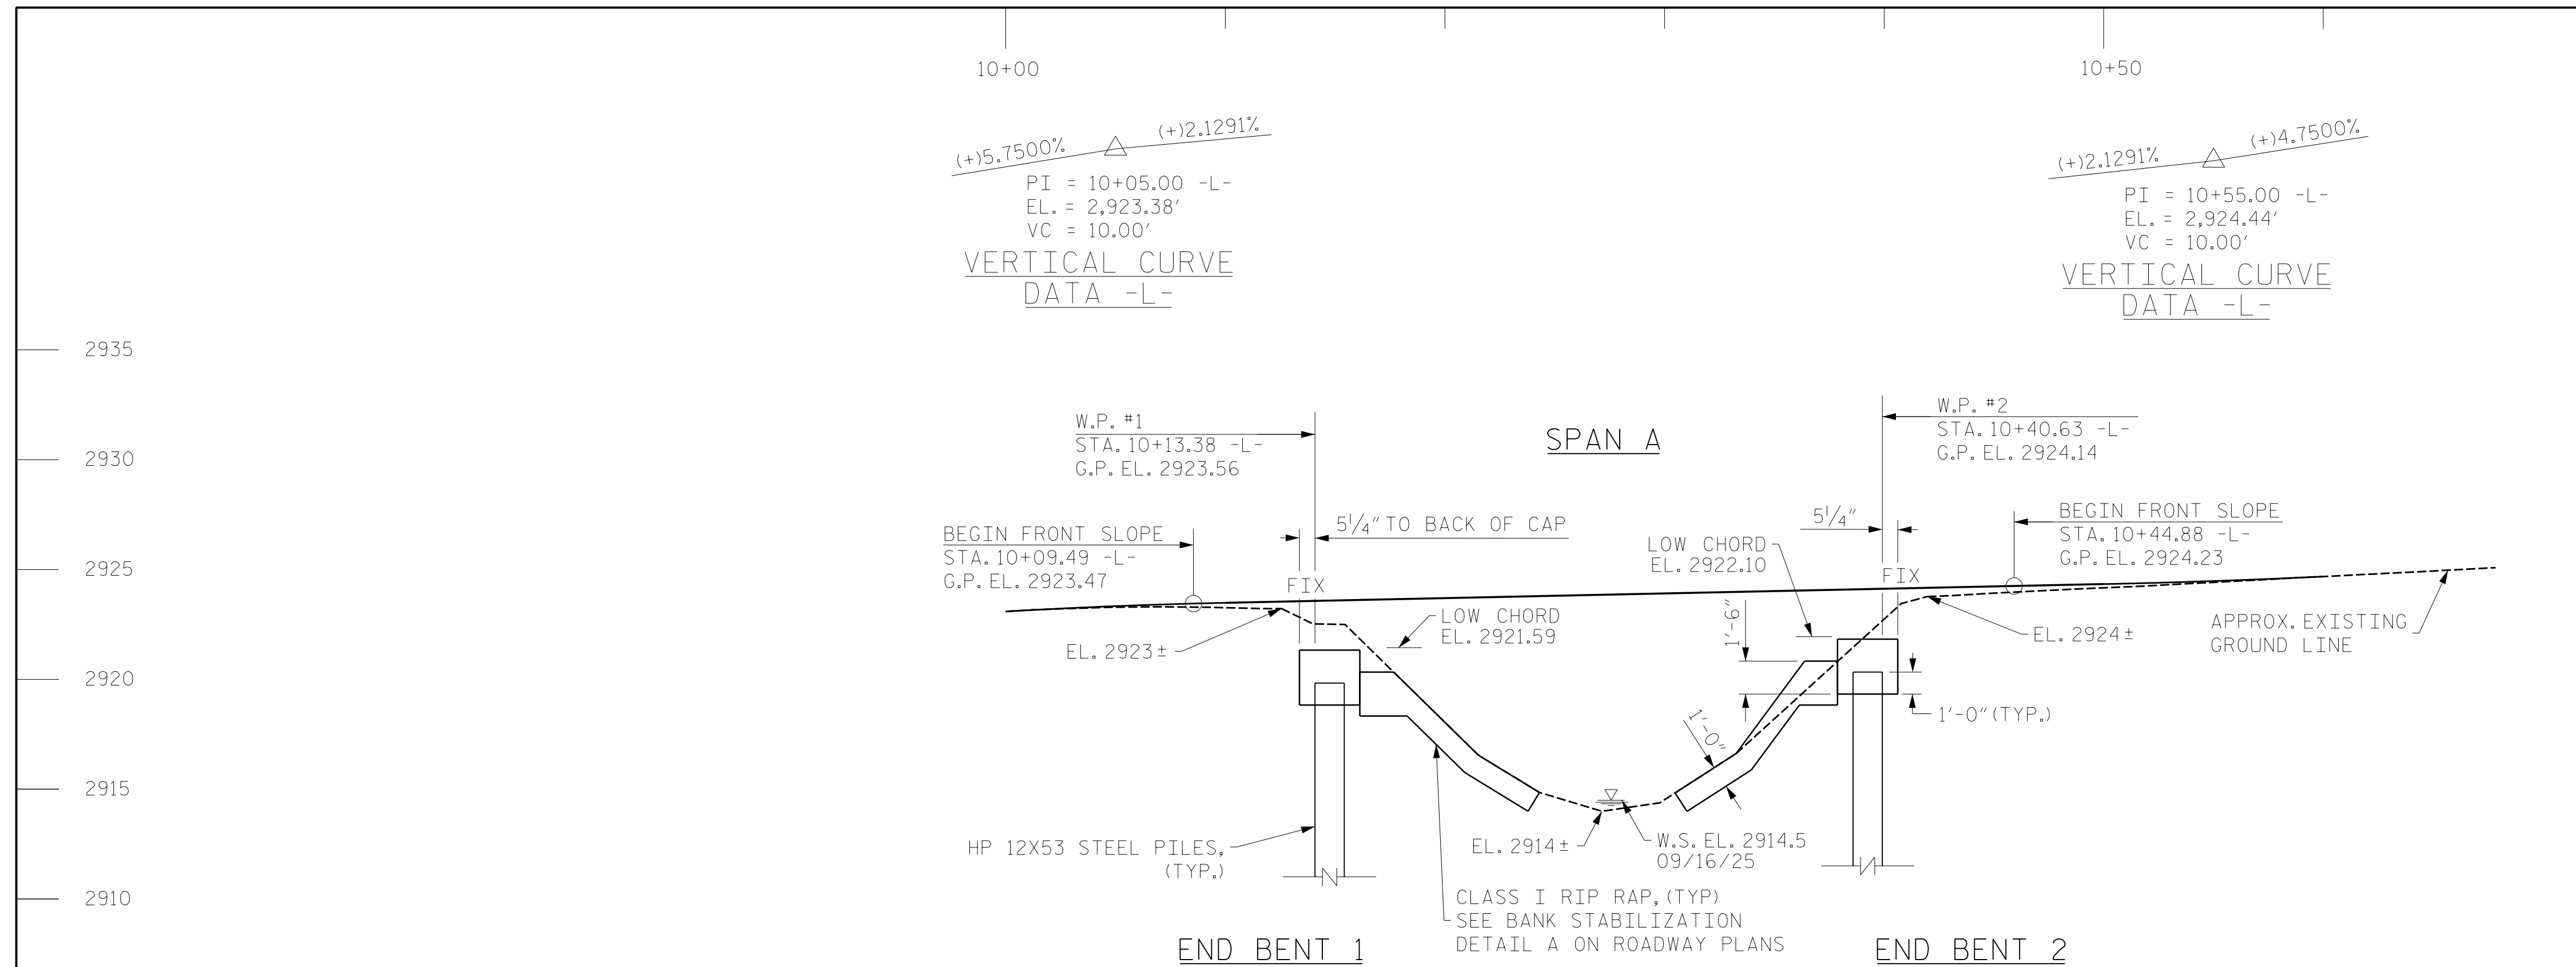 10+00
10+50
(+)5.7500%
(+)2.1291%
PI = 10+05.00 -L-
EL. = 2,923.38'
VC = 10.00'
VERTICAL CURVE
DATA -L-
(+)2.1291%
(+)4.7500%
PI = 10+55.00 -L-
EL. = 2,924.44'
VC = 10.00'
VERTICAL CURVE
DATA -L-
2935
2930
2925
2920
2915
2910
W.P. #1
STA. 10+13.38 -L-
G.P. EL. 2923.56
SPAN A
W.P. #2
STA. 10+40.63 -L-
G.P. EL. 2924.14
BEGIN FRONT SLOPE
STA. 10+09.49 -L-
G.P. EL. 2923.47
5 1/4" TO BACK OF CAP
FIX
LOW CHORD
EL. 2921.59
EL. 2923±
LOW CHORD
EL. 2922.10
5 1/4"
FIX
BEGIN FRONT SLOPE
STA. 10+44.88 -L-
G.P. EL. 2924.23
1'-6"
EL. 2924±
APPROX. EXISTING
GROUND LINE
1'-0" (TYP.)
1'-0"
HP 12X53 STEEL PILES,
(TYP.)
EL. 2914±
W.S. EL. 2914.5
09/16/25
CLASS I RIP RAP, (TYP)
SEE BANK STABILIZATION
DETAIL A ON ROADWAY PLANS
END BENT 1
END BENT 2